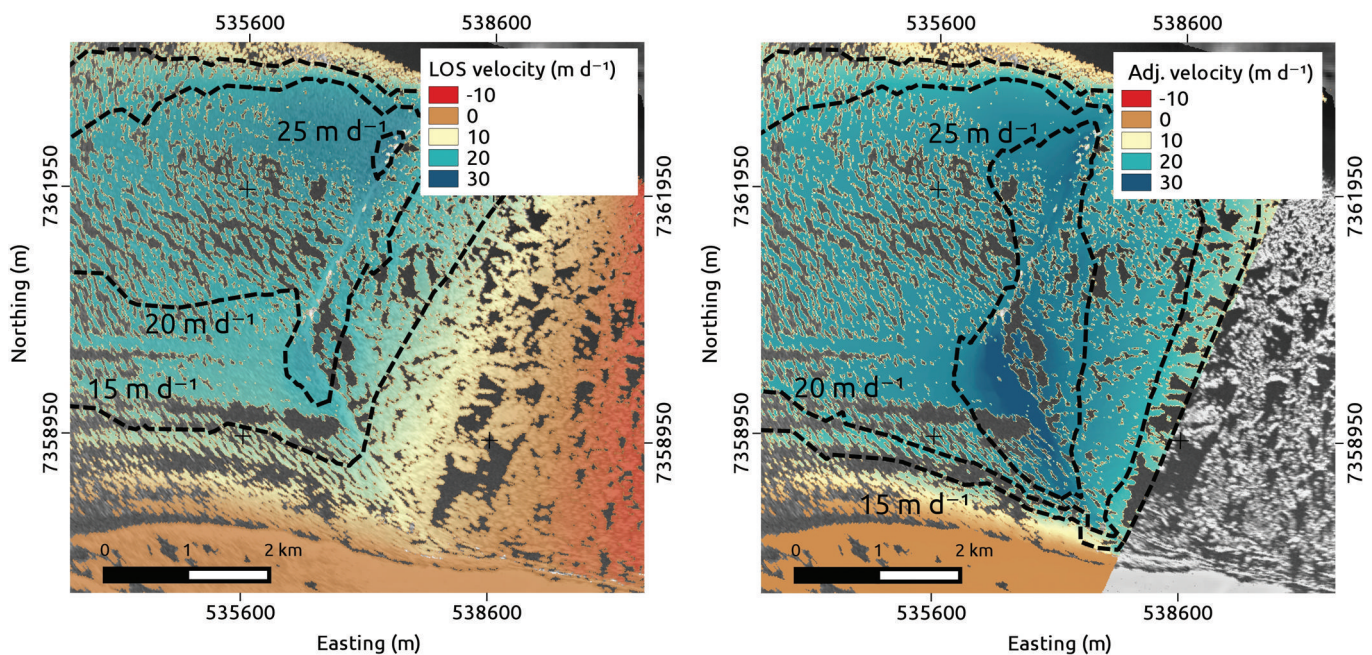 535600 538600 535600 538600
LOS velocity (m d⁻¹)
-10
0
10
20
30
Adj. velocity (m d⁻¹)
-10
0
10
20
30
25 m d⁻¹
25 m d⁻¹
7361950 7361950 7361950
Northing (m) Northing (m)
20 m d⁻¹
15 m d⁻¹
20 m d⁻¹
7358950 7358950 7358950
15 m d⁻¹
0 1 2 km
0 1 2 km
535600 538600 535600 538600
Easting (m) Easting (m)